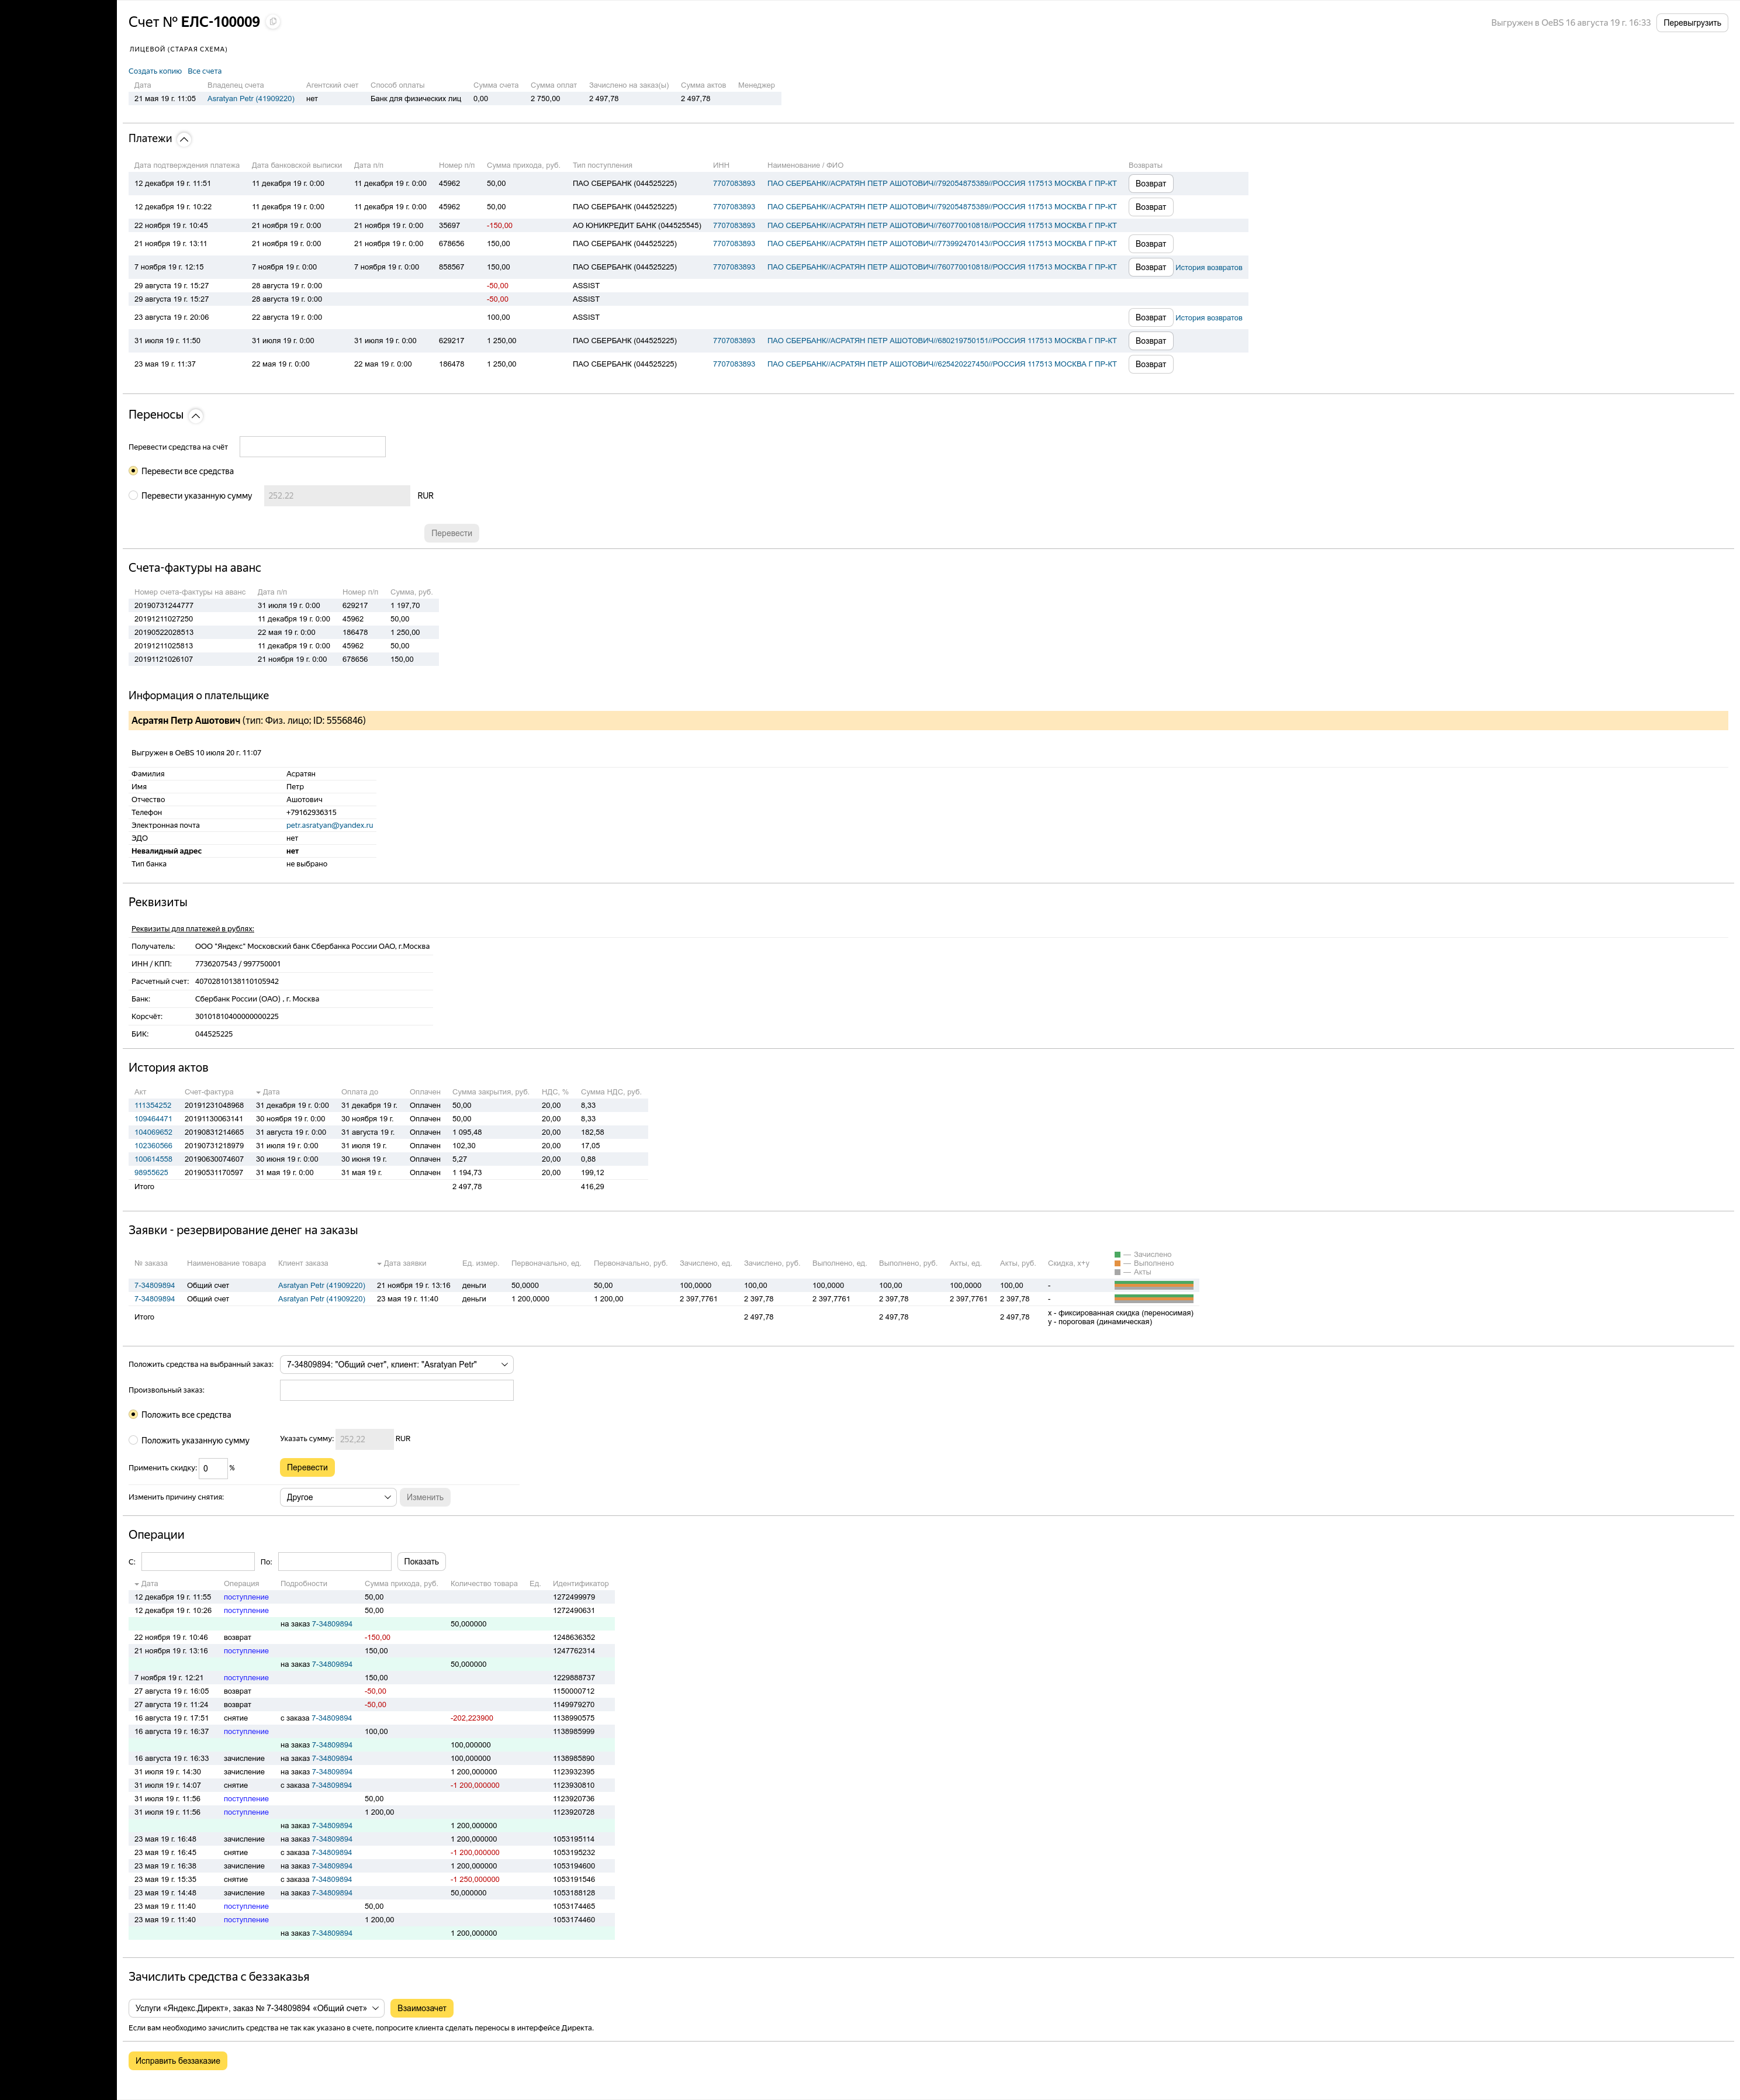 Счет № ЕЛС-100009
Выгружен в OeBS 16 августа 19 г. 16:33 Перевыгрузить
ЛИЦЕВОЙ (СТАРАЯ СХЕМА)
Создать копию Все счета
Дата Владелец счета Агентский счет Способ оплаты Сумма счета Сумма оплат Зачислено на заказ(ы) Сумма актов Менеджер
21 мая 19 г. 11:05 Asratyan Petr (41909220) нет Банк для физических лиц 0,00 2 750,00 2 497,78 2 497,78
Платежи
Дата подтверждения платежа Дата банковской выписки Дата п/п Номер п/п Сумма прихода, руб. Тип поступления ИНН Наименование / ФИО Возвраты
12 декабря 19 г. 11:51 11 декабря 19 г. 0:00 11 декабря 19 г. 0:00 45962 50,00 ПАО СБЕРБАНК (044525225) 7707083893 ПАО СБЕРБАНК//АСРАТЯН ПЕТР АШОТОВИЧ//792054875389//РОССИЯ 117513 МОСКВА Г ПР-КТ Возврат
12 декабря 19 г. 10:22 11 декабря 19 г. 0:00 11 декабря 19 г. 0:00 45962 50,00 ПАО СБЕРБАНК (044525225) 7707083893 ПАО СБЕРБАНК//АСРАТЯН ПЕТР АШОТОВИЧ//792054875389//РОССИЯ 117513 МОСКВА Г ПР-КТ Возврат
22 ноября 19 г. 10:45 21 ноября 19 г. 0:00 21 ноября 19 г. 0:00 35697 -150,00 АО ЮНИКРЕДИТ БАНК (044525545) 7707083893 ПАО СБЕРБАНК//АСРАТЯН ПЕТР АШОТОВИЧ//760770010818//РОССИЯ 117513 МОСКВА Г ПР-КТ
21 ноября 19 г. 13:11 21 ноября 19 г. 0:00 21 ноября 19 г. 0:00 678656 150,00 ПАО СБЕРБАНК (044525225) 7707083893 ПАО СБЕРБАНК//АСРАТЯН ПЕТР АШОТОВИЧ//773992470143//РОССИЯ 117513 МОСКВА Г ПР-КТ Возврат
7 ноября 19 г. 12:15 7 ноября 19 г. 0:00 7 ноября 19 г. 0:00 858567 150,00 ПАО СБЕРБАНК (044525225) 7707083893 ПАО СБЕРБАНК//АСРАТЯН ПЕТР АШОТОВИЧ//760770010818//РОССИЯ 117513 МОСКВА Г ПР-КТ Возврат История возвратов
29 августа 19 г. 15:27 28 августа 19 г. 0:00 -50,00 ASSIST
29 августа 19 г. 15:27 28 августа 19 г. 0:00 -50,00 ASSIST
23 августа 19 г. 20:06 22 августа 19 г. 0:00 100,00 ASSIST Возврат История возвратов
31 июля 19 г. 11:50 31 июля 19 г. 0:00 31 июля 19 г. 0:00 629217 1 250,00 ПАО СБЕРБАНК (044525225) 7707083893 ПАО СБЕРБАНК//АСРАТЯН ПЕТР АШОТОВИЧ//680219750151//РОССИЯ 117513 МОСКВА Г ПР-КТ Возврат
23 мая 19 г. 11:37 22 мая 19 г. 0:00 22 мая 19 г. 0:00 186478 1 250,00 ПАО СБЕРБАНК (044525225) 7707083893 ПАО СБЕРБАНК//АСРАТЯН ПЕТР АШОТОВИЧ//625420227450//РОССИЯ 117513 МОСКВА Г ПР-КТ Возврат
Переносы
Перевести средства на счёт
Перевести все средства
Перевести указанную сумму 252.22 RUR
Перевести
Счета-фактуры на аванс
Номер счета-фактуры на аванс Дата п/п Номер п/п Сумма, руб.
20190731244777 31 июля 19 г. 0:00 629217 1 197,70
20191211027250 11 декабря 19 г. 0:00 45962 50,00
20190522028513 22 мая 19 г. 0:00 186478 1 250,00
20191211025813 11 декабря 19 г. 0:00 45962 50,00
20191121026107 21 ноября 19 г. 0:00 678656 150,00
Информация о плательщике
Асратян Петр Ашотович (тип: Физ. лицо; ID: 5556846)
Выгружен в OeBS 10 июля 20 г. 11:07
Фамилия Асратян
Имя Петр
Отчество Ашотович
Телефон +79162936315
Электронная почта petr.asratyan@yandex.ru
ЭДО нет
Невалидный адрес нет
Тип банка не выбрано
Реквизиты
Реквизиты для платежей в рублях:
Получатель: ООО "Яндекс" Московский банк Сбербанка России ОАО, г.Москва
ИНН / КПП: 7736207543 / 997750001
Расчетный счет: 40702810138110105942
Банк: Сбербанк России (ОАО) , г. Москва
Корсчёт: 30101810400000000225
БИК: 044525225
История актов
Акт Счет-фактура Дата Оплата до Оплачен Сумма закрытия, руб. НДС, % Сумма НДС, руб.
111354252 20191231048968 31 декабря 19 г. 0:00 31 декабря 19 г. Оплачен 50,00 20,00 8,33
109464471 20191130063141 30 ноября 19 г. 0:00 30 ноября 19 г. Оплачен 50,00 20,00 8,33
104069652 20190831214665 31 августа 19 г. 0:00 31 августа 19 г. Оплачен 1 095,48 20,00 182,58
102360566 20190731218979 31 июля 19 г. 0:00 31 июля 19 г. Оплачен 102,30 20,00 17,05
100614558 20190630074607 30 июня 19 г. 0:00 30 июня 19 г. Оплачен 5,27 20,00 0,88
98955625 20190531170597 31 мая 19 г. 0:00 31 мая 19 г. Оплачен 1 194,73 20,00 199,12
Итого 2 497,78 416,29
Заявки - резервирование денег на заказы
№ заказа Наименование товара Клиент заказа Дата заявки Ед. измер. Первоначально, ед. Первоначально, руб. Зачислено, ед. Зачислено, руб. Выполнено, ед. Выполнено, руб. Акты, ед. Акты, руб. Скидка, x+y
— Зачислено
— Выполнено
— Акты
7-34809894 Общий счет Asratyan Petr (41909220) 21 ноября 19 г. 13:16 деньги 50,0000 50,00 100,0000 100,00 100,0000 100,00 100,0000 100,00 -
7-34809894 Общий счет Asratyan Petr (41909220) 23 мая 19 г. 11:40 деньги 1 200,0000 1 200,00 2 397,7761 2 397,78 2 397,7761 2 397,78 2 397,7761 2 397,78 -
Итого 2 497,78 2 497,78 2 497,78 x - фиксированная скидка (переносимая)
y - пороговая (динамическая)
Положить средства на выбранный заказ: 7-34809894: "Общий счет", клиент: "Asratyan Petr"
Произвольный заказ:
Положить все средства
Положить указанную сумму Указать сумму: 252,22 RUR
Применить скидку: 0 % Перевести
Изменить причину снятия: Другое Изменить
Операции
С: По: Показать
Дата Операция Подробности Сумма прихода, руб. Количество товара Ед. Идентификатор
12 декабря 19 г. 11:55 поступление 50,00 1272499979
12 декабря 19 г. 10:26 поступление 50,00 1272490631
на заказ 7-34809894 50,000000
22 ноября 19 г. 10:46 возврат -150,00 1248636352
21 ноября 19 г. 13:16 поступление 150,00 1247762314
на заказ 7-34809894 50,000000
7 ноября 19 г. 12:21 поступление 150,00 1229888737
27 августа 19 г. 16:05 возврат -50,00 1150000712
27 августа 19 г. 11:24 возврат -50,00 1149979270
16 августа 19 г. 17:51 снятие с заказа 7-34809894 -202,223900 1138990575
16 августа 19 г. 16:37 поступление 100,00 1138985999
на заказ 7-34809894 100,000000
16 августа 19 г. 16:33 зачисление на заказ 7-34809894 100,000000 1138985890
31 июля 19 г. 14:30 зачисление на заказ 7-34809894 1 200,000000 1123932395
31 июля 19 г. 14:07 снятие с заказа 7-34809894 -1 200,000000 1123930810
31 июля 19 г. 11:56 поступление 50,00 1123920736
31 июля 19 г. 11:56 поступление 1 200,00 1123920728
на заказ 7-34809894 1 200,000000
23 мая 19 г. 16:48 зачисление на заказ 7-34809894 1 200,000000 1053195114
23 мая 19 г. 16:45 снятие с заказа 7-34809894 -1 200,000000 1053195232
23 мая 19 г. 16:38 зачисление на заказ 7-34809894 1 200,000000 1053194600
23 мая 19 г. 15:35 снятие с заказа 7-34809894 -1 250,000000 1053191546
23 мая 19 г. 14:48 зачисление на заказ 7-34809894 50,000000 1053188128
23 мая 19 г. 11:40 поступление 50,00 1053174465
23 мая 19 г. 11:40 поступление 1 200,00 1053174460
на заказ 7-34809894 1 200,000000
Зачислить средства с беззаказья
Услуги «Яндекс.Директ», заказ № 7-34809894 «Общий счет» Взаимозачет
Если вам необходимо зачислить средства не так как указано в счете, попросите клиента сделать переносы в интерфейсе Директа.
Исправить беззаказие